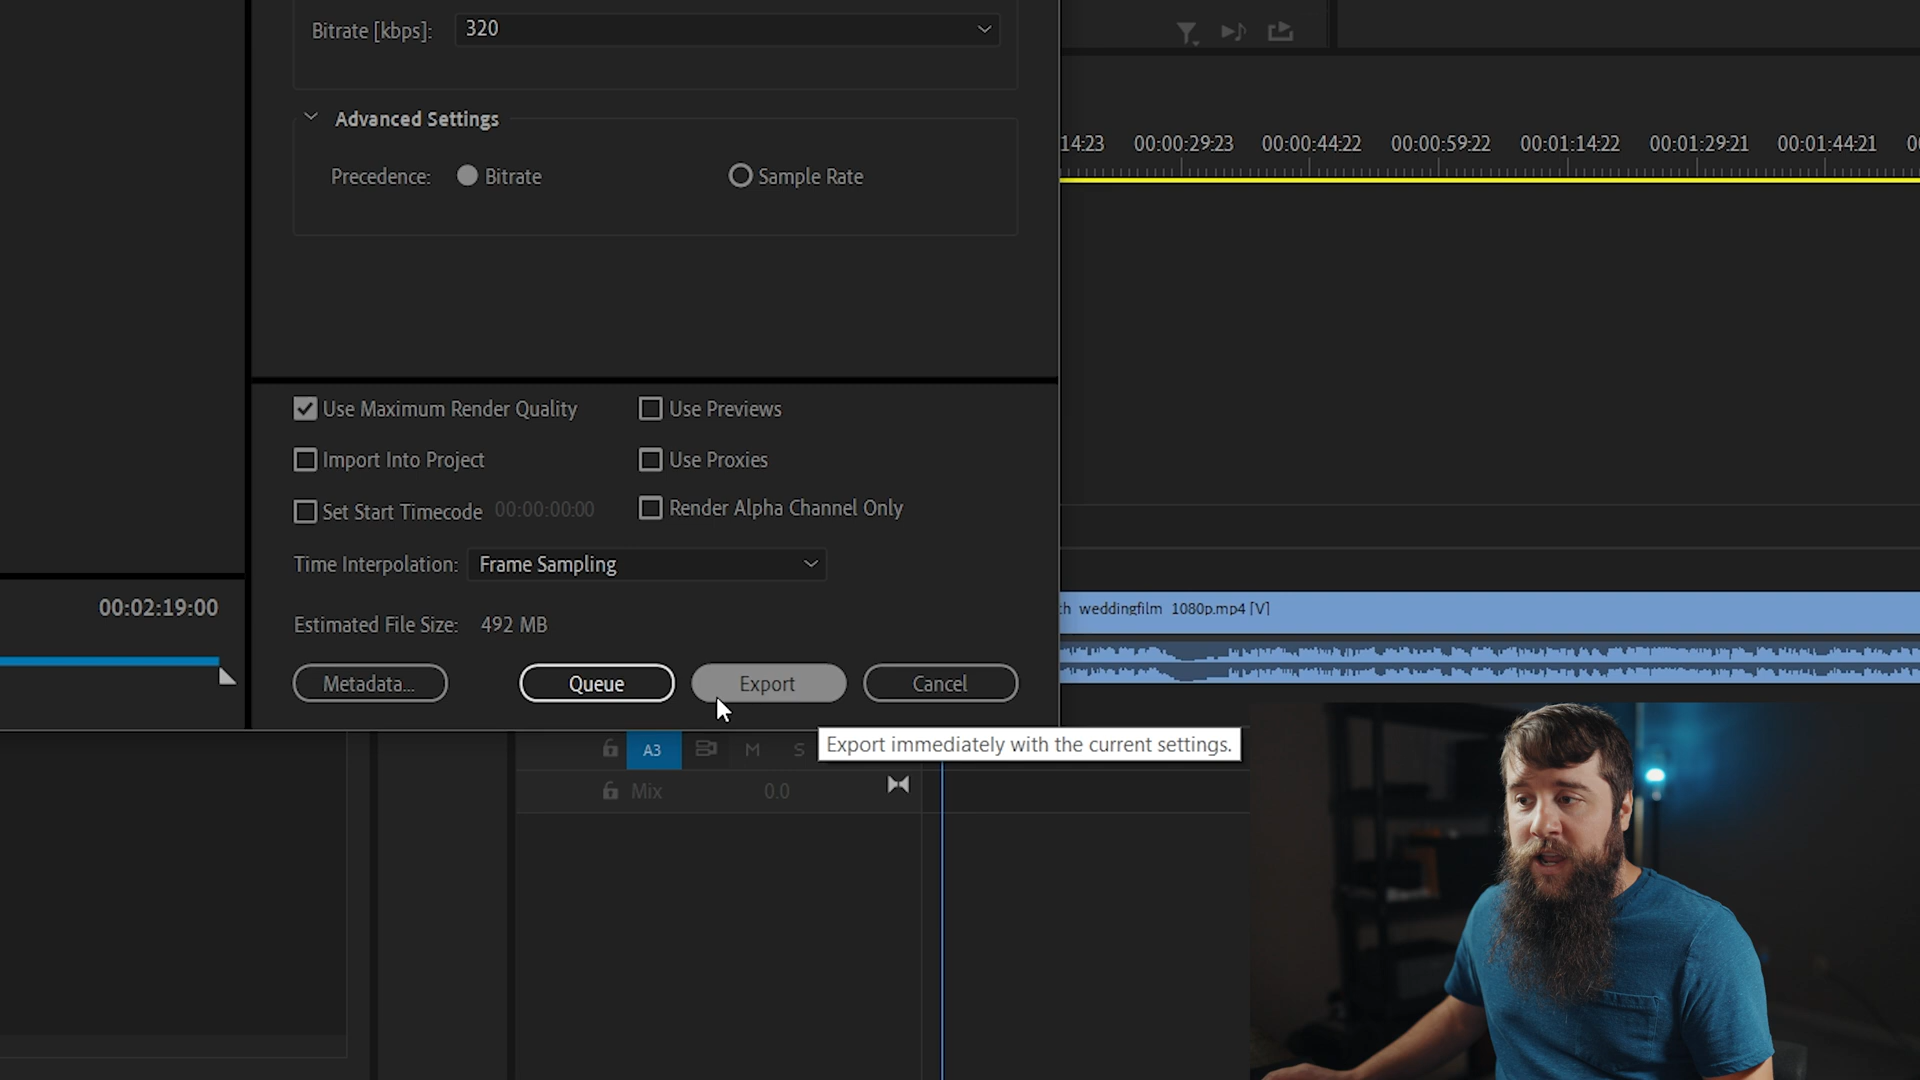 Bitrate [kbps]: 320
Advanced Settings
Precedence: Bitrate Sample Rate
14:23 00:00:29:23 00:00:44:22 00:00:59:22 00:01:14:22 00:01:29:21 00:01:44:21
Use Maximum Render Quality Use Previews
Import Into Project Use Proxies
Set Start Timecode 00:00:00:00 Render Alpha Channel Only
Time Interpolation: Frame Sampling
00:02:19:00
Estimated File Size: 492 MB
weddingfilm 1080p.mp4 [V]
Metadata... Queue Export Cancel
Export immediately with the current settings.
A3 M S
Mix 0.0